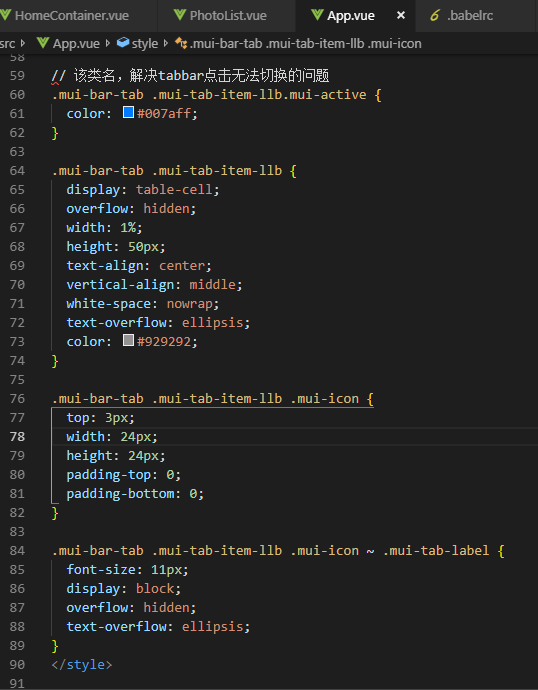 HomeContainer.vue PhotoList.vue App.vue × 6 .babelrc
src > App.vue > style > .mui-bar-tab .mui-tab-item-llb .mui-icon
58
59 // 该类名，解决tabbar点击无法切换的问题
60 .mui-bar-tab .mui-tab-item-llb.mui-active {
61 color: #007aff;
62 }
63
64 .mui-bar-tab .mui-tab-item-llb {
65 display: table-cell;
66 overflow: hidden;
67 width: 1%;
68 height: 50px;
69 text-align: center;
70 vertical-align: middle;
71 white-space: nowrap;
72 text-overflow: ellipsis;
73 color: #929292;
74 }
75
76 .mui-bar-tab .mui-tab-item-llb .mui-icon {
77 top: 3px;
78 width: 24px;
79 height: 24px;
80 padding-top: 0;
81 padding-bottom: 0;
82 }
83
84 .mui-bar-tab .mui-tab-item-llb .mui-icon ~ .mui-tab-label {
85 font-size: 11px;
86 display: block;
87 overflow: hidden;
88 text-overflow: ellipsis;
89 }
90 </style>
91